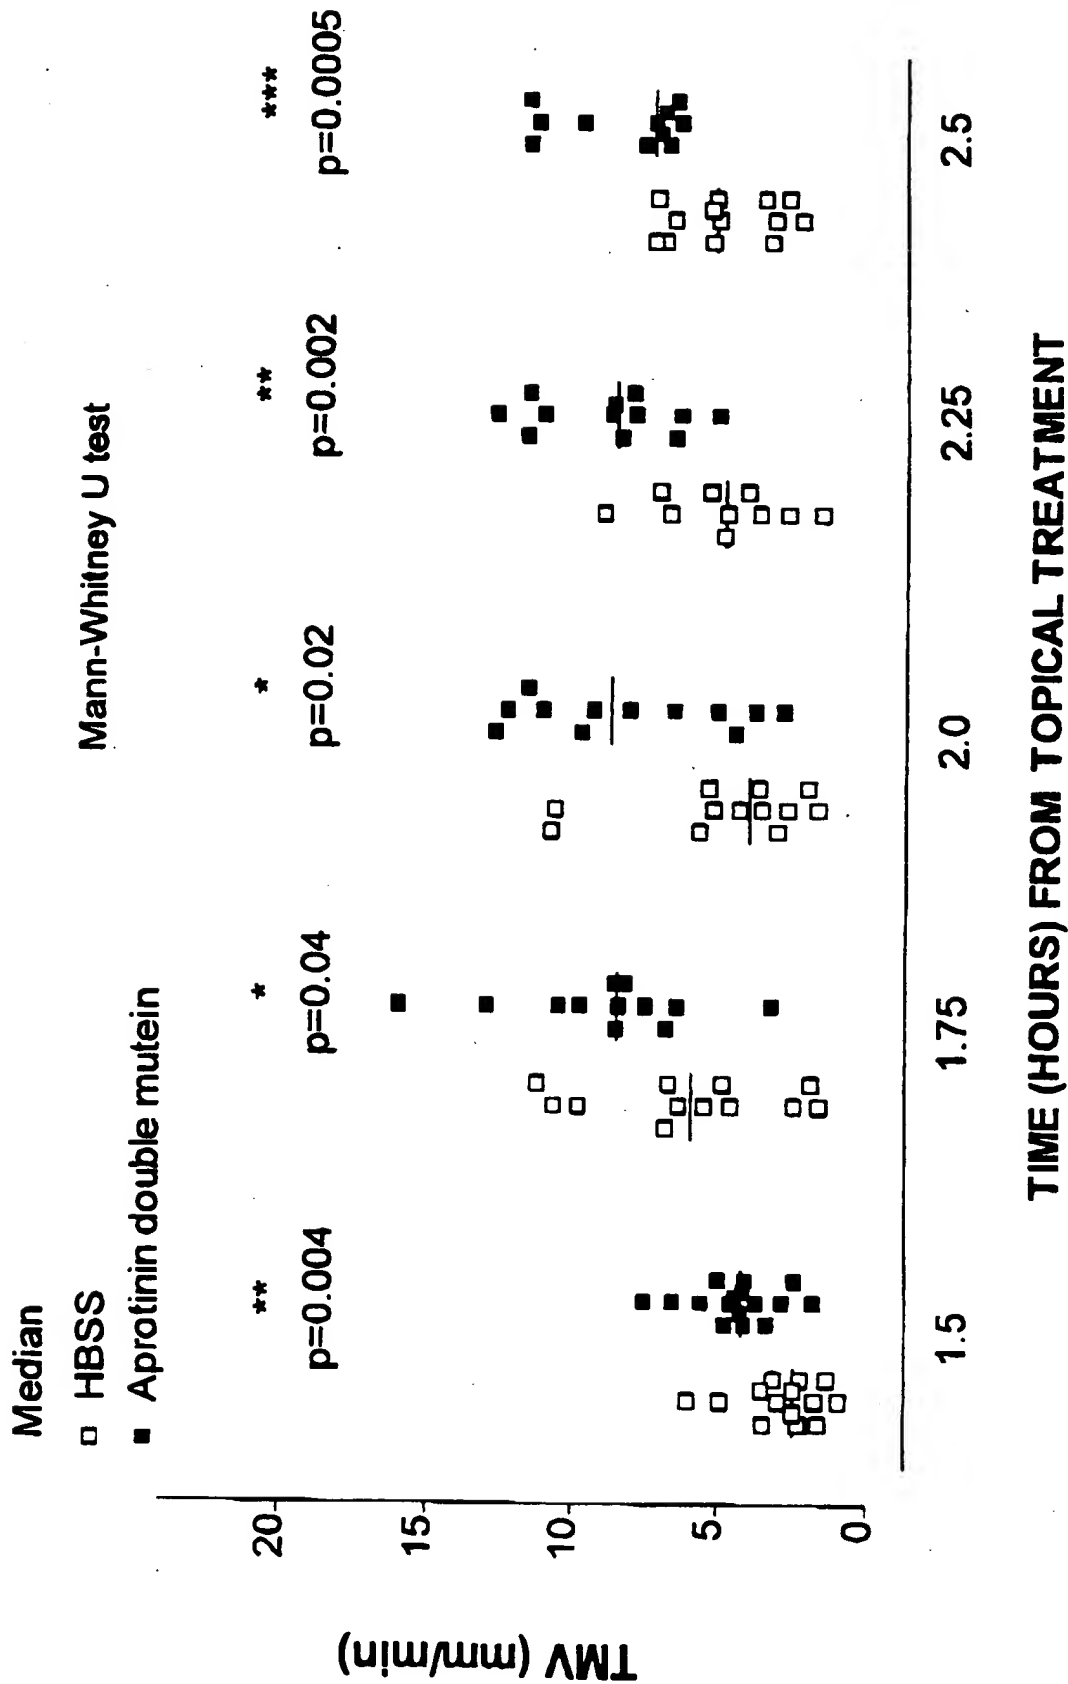 Median
HBSS
Aprotinin double mutein
Mann-Whitney U test
** * * ** ***
p=0.004 p=0.04 p=0.02 p=0.002 p=0.0005
20
15
10
5
0
TMV (mm/min)
1.5 1.75 2.0 2.25 2.5
TIME (HOURS) FROM TOPICAL TREATMENT